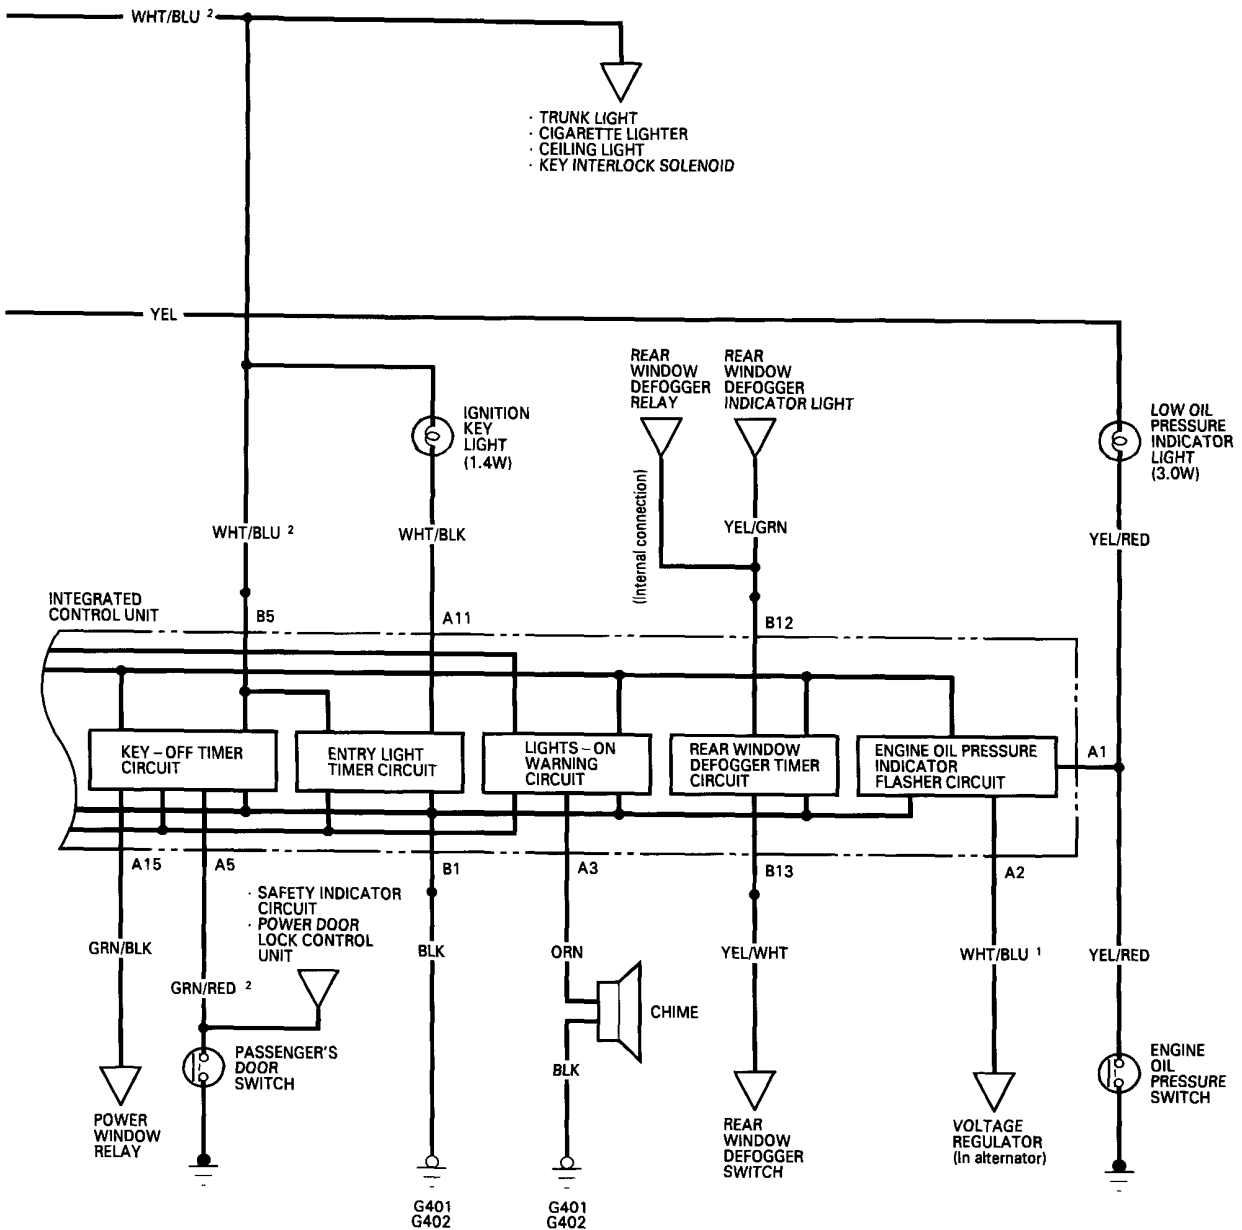 WHT/BLU 2
· TRUNK LIGHT
· CIGARETTE LIGHTER
· CEILING LIGHT
· KEY INTERLOCK SOLENOID
YEL
IGNITION
KEY
LIGHT
(1.4W)
REAR
WINDOW
DEFOGGER
RELAY
REAR
WINDOW
DEFOGGER
INDICATOR LIGHT
LOW OIL
PRESSURE
INDICATOR
LIGHT
(3.0W)
WHT/BLU 2
WHT/BLK
(Internal connection)
YEL/GRN
YEL/RED
INTEGRATED
CONTROL UNIT
B5
A11
B12
KEY – OFF TIMER
CIRCUIT
ENTRY LIGHT
TIMER CIRCUIT
LIGHTS – ON
WARNING
CIRCUIT
REAR WINDOW
DEFOGGER TIMER
CIRCUIT
ENGINE OIL PRESSURE
INDICATOR
FLASHER CIRCUIT
A1
A15
A5
B1
A3
B13
A2
· SAFETY INDICATOR
CIRCUIT
· POWER DOOR
LOCK CONTROL
UNIT
GRN/BLK
GRN/RED 2
BLK
ORN
YEL/WHT
WHT/BLU 1
YEL/RED
CHIME
BLK
PASSENGER'S
DOOR
SWITCH
ENGINE
OIL
PRESSURE
SWITCH
POWER
WINDOW
RELAY
REAR
WINDOW
DEFOGGER
SWITCH
VOLTAGE
REGULATOR
(In alternator)
G401
G402
G401
G402